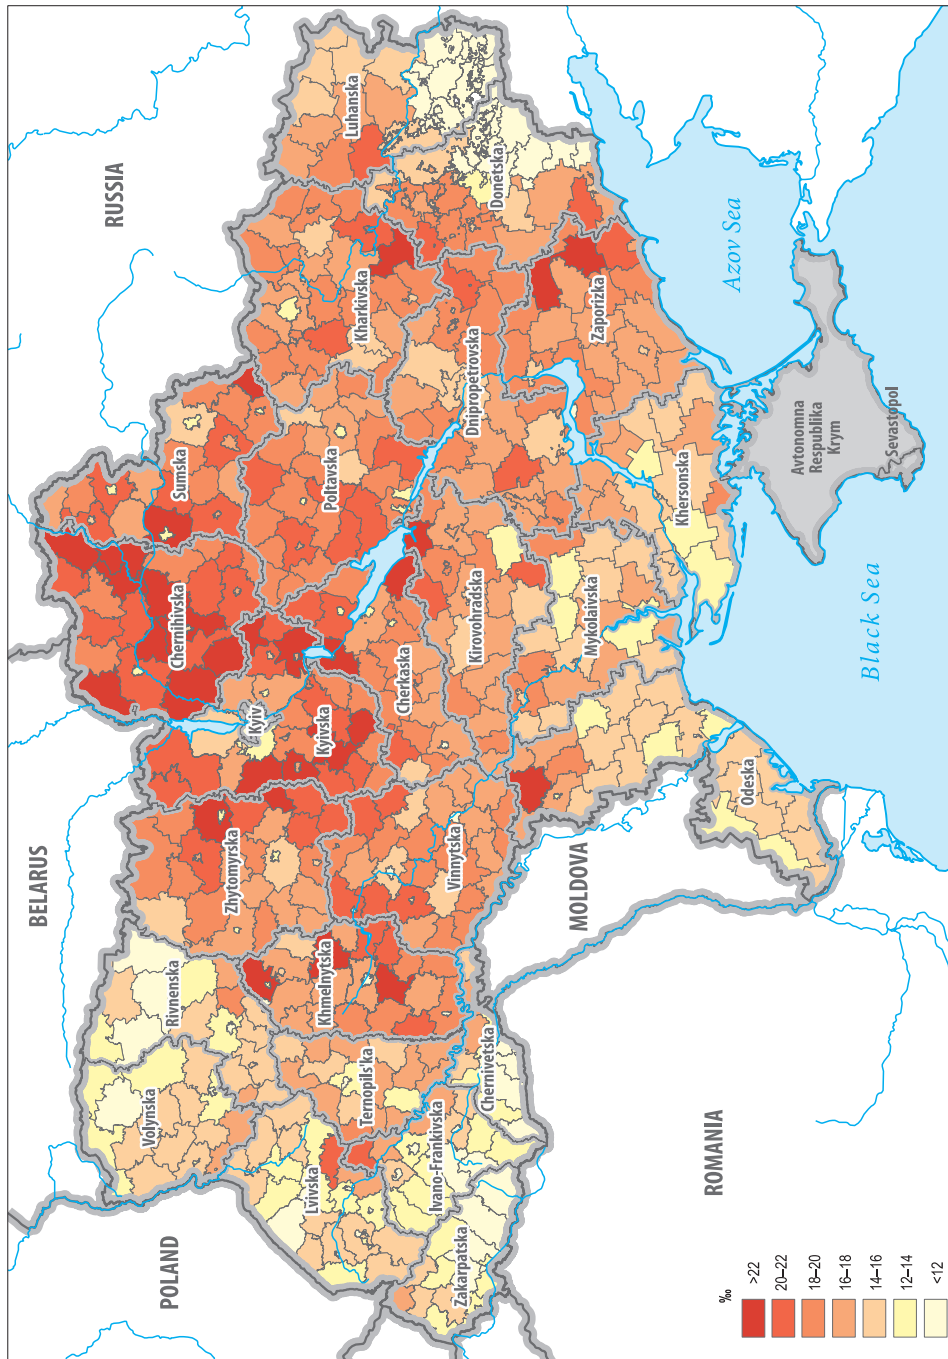 RUSSIA
BELARUS
POLAND
MOLDOVA
ROMANIA
Azov Sea
Black Sea
Luhanska
Donetska
Kharkivska
Dnipropetrovska
Zaporizka
Sumska
Poltavska
Chernihivska
Kyiv
Kyivska
Cherkaska
Kirovohradska
Mykolaivska
Khersonska
Avtonomna
Respublika
Krym
Sevastopol
Odeska
Zhytomyrska
Vinnytska
Khmelnytska
Rivnenska
Volynska
Ternopils'ka
Chernivetska
Ivano-Frankivska
Lvivska
Zakarpatska
‰
>22
20–22
18–20
16–18
14–16
12–14
<12